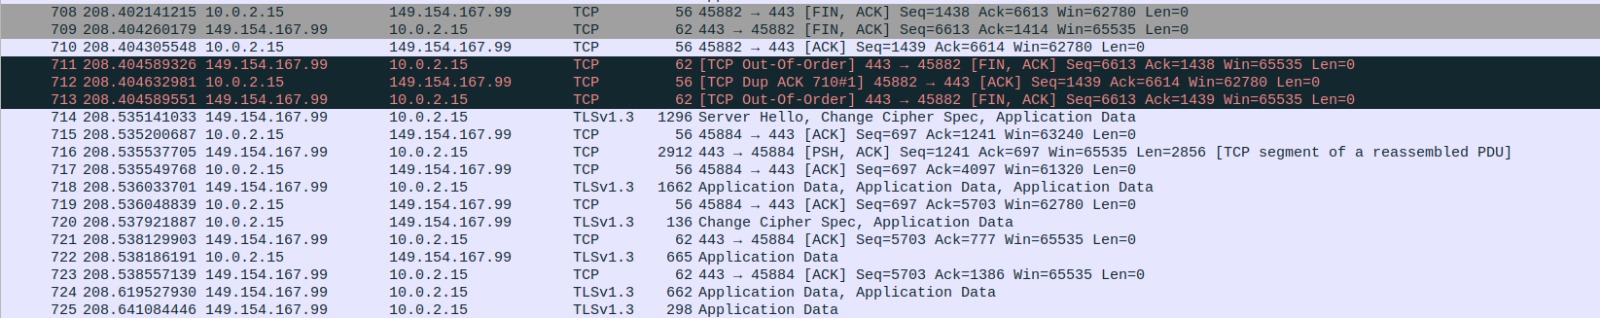 708 208.402141215 10.0.2.15 149.154.167.99 TCP 56 45882 → 443 [FIN, ACK] Seq=1438 Ack=6613 Win=62780 Len=0
709 208.404260179 149.154.167.99 10.0.2.15 TCP 62 443 → 45882 [FIN, ACK] Seq=6613 Ack=1414 Win=65535 Len=0
710 208.404305548 10.0.2.15 149.154.167.99 TCP 56 45882 → 443 [ACK] Seq=1439 Ack=6614 Win=62780 Len=0
711 208.404589326 149.154.167.99 10.0.2.15 TCP 62 [TCP Out-Of-Order] 443 → 45882 [FIN, ACK] Seq=6613 Ack=1438 Win=65535 Len=0
712 208.404632981 10.0.2.15 149.154.167.99 TCP 56 [TCP Dup ACK 710#1] 45882 → 443 [ACK] Seq=1439 Ack=6614 Win=62780 Len=0
713 208.404589551 149.154.167.99 10.0.2.15 TCP 62 [TCP Out-Of-Order] 443 → 45882 [FIN, ACK] Seq=6613 Ack=1439 Win=65535 Len=0
714 208.535141033 149.154.167.99 10.0.2.15 TLSv1.3 1296 Server Hello, Change Cipher Spec, Application Data
715 208.535200687 10.0.2.15 149.154.167.99 TCP 56 45884 → 443 [ACK] Seq=697 Ack=1241 Win=63240 Len=0
716 208.535537705 149.154.167.99 10.0.2.15 TCP 2912 443 → 45884 [PSH, ACK] Seq=1241 Ack=697 Win=65535 Len=2856 [TCP segment of a reassembled PDU]
717 208.535549768 10.0.2.15 149.154.167.99 TCP 56 45884 → 443 [ACK] Seq=697 Ack=4097 Win=61320 Len=0
718 208.536033701 149.154.167.99 10.0.2.15 TLSv1.3 1662 Application Data, Application Data, Application Data
719 208.536048839 10.0.2.15 149.154.167.99 TCP 56 45884 → 443 [ACK] Seq=697 Ack=5703 Win=62780 Len=0
720 208.537921887 10.0.2.15 149.154.167.99 TLSv1.3 136 Change Cipher Spec, Application Data
721 208.538129903 149.154.167.99 10.0.2.15 TCP 62 443 → 45884 [ACK] Seq=5703 Ack=777 Win=65535 Len=0
722 208.538186191 10.0.2.15 149.154.167.99 TLSv1.3 665 Application Data
723 208.538557139 149.154.167.99 10.0.2.15 TCP 62 443 → 45884 [ACK] Seq=5703 Ack=1386 Win=65535 Len=0
724 208.619527930 149.154.167.99 10.0.2.15 TLSv1.3 662 Application Data, Application Data
725 208.641084446 149.154.167.99 10.0.2.15 TLSv1.3 298 Application Data